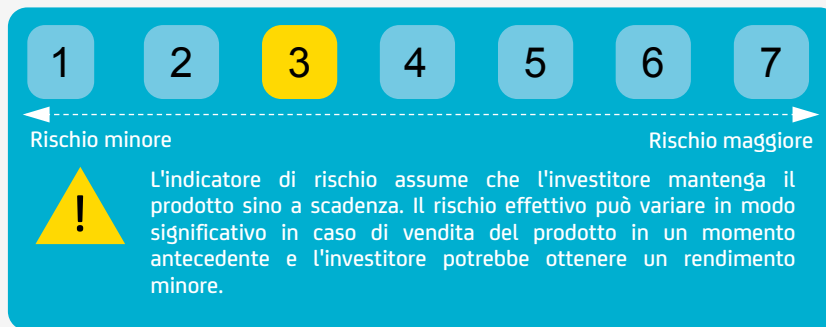 1 2 3 4 5 6 7
Rischio minore Rischio maggiore
! L'indicatore di rischio assume che l'investitore mantenga il
prodotto sino a scadenza. Il rischio effettivo può variare in modo
significativo in caso di vendita del prodotto in un momento
antecedente e l'investitore potrebbe ottenere un rendimento
minore.